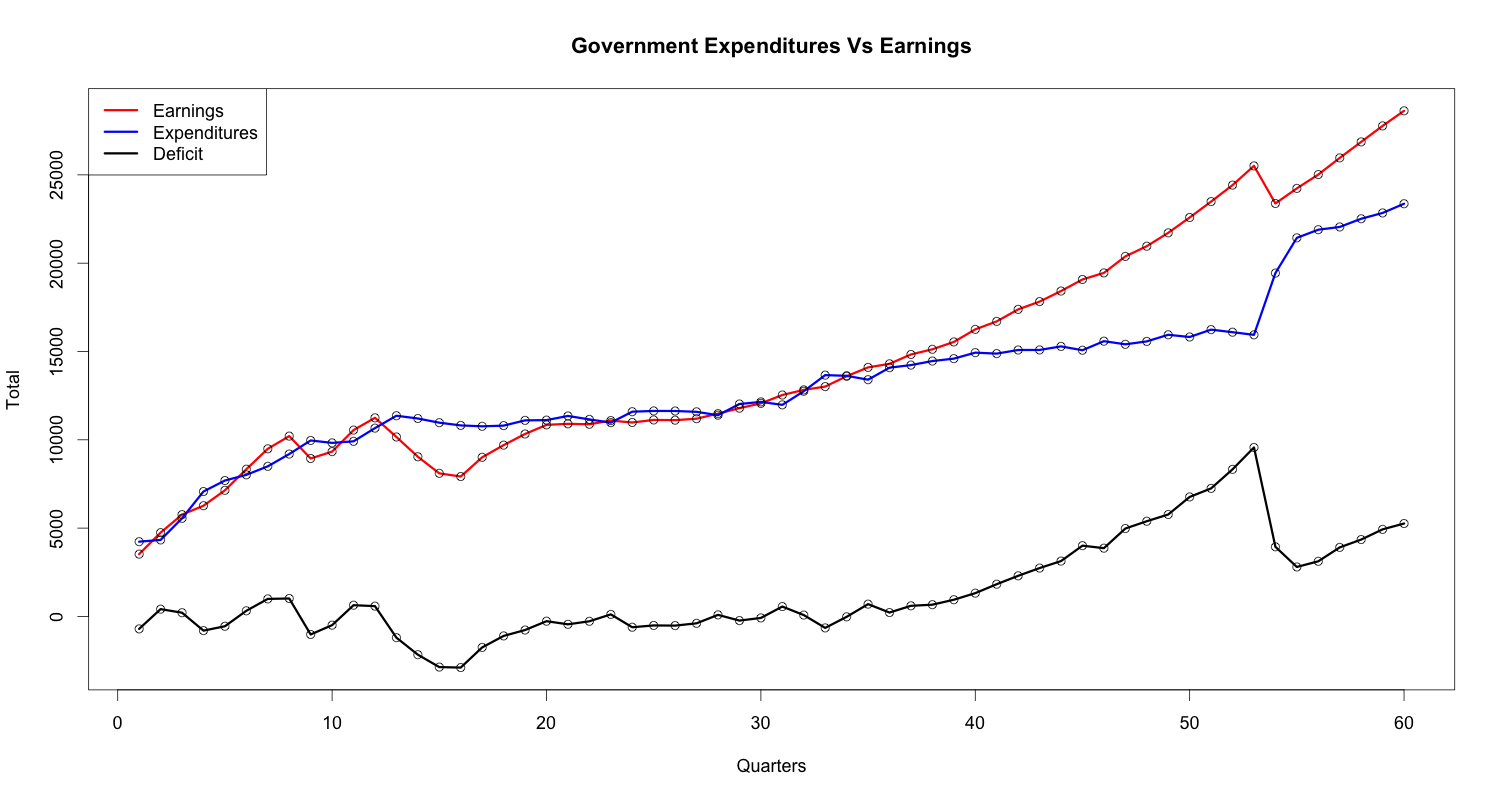 Government Expenditures Vs Earnings
Earnings
Expenditures
Deficit
Total
25000
20000
15000
10000
5000
0
0 10 20 30 40 50 60
Quarters